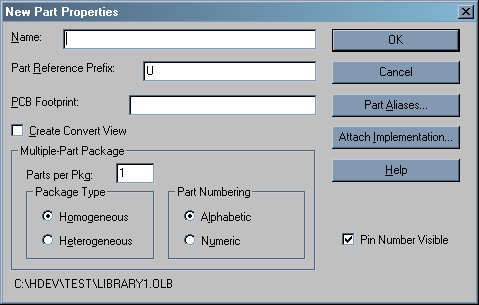 New Part Properties
Name:
OK
Part Reference Prefix:
U
Cancel
PCB Footprint:
Part Aliases...
Create Convert View
Attach Implementation...
Multiple-Part Package
Parts per Pkg:
1
Help
Package Type
Part Numbering
Homogeneous
Alphabetic
Heterogeneous
Numeric
Pin Number Visible
C:\HDEV\TEST\LIBRARY1.OLB